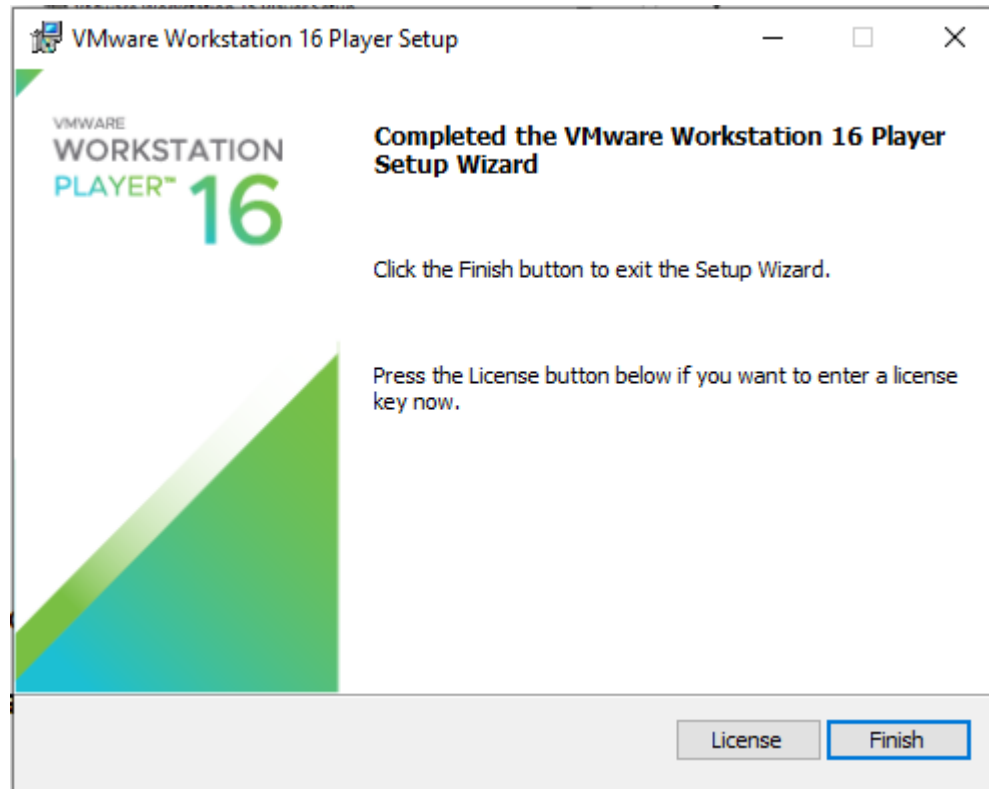 VMware Workstation 16 Player Setup
VMWARE
WORKSTATION
PLAYER™ 16
Completed the VMware Workstation 16 Player
Setup Wizard
Click the Finish button to exit the Setup Wizard.
Press the License button below if you want to enter a license
key now.
License
Finish